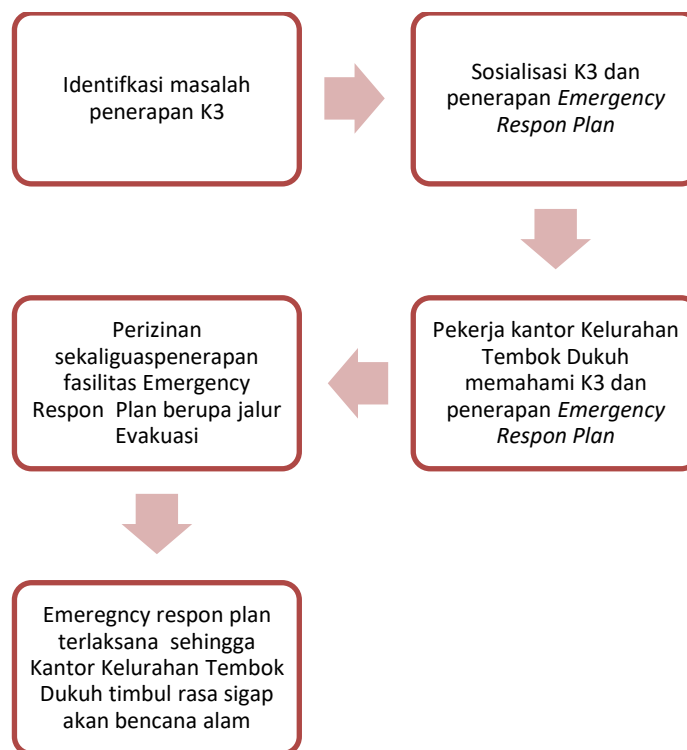 Identifkasi masalah
penerapan K3
Sosialisasi K3 dan
penerapan Emergency
Respon Plan
Pekerja kantor Kelurahan
Tembok Dukuh
memahami K3 dan
penerapan Emergency
Respon Plan
Perizinan
sekaliguaspenerapan
fasilitas Emergency
Respon Plan berupa jalur
Evakuasi
Emeregncy respon plan
terlaksana sehingga
Kantor Kelurahan Tembok
Dukuh timbul rasa sigap
akan bencana alam